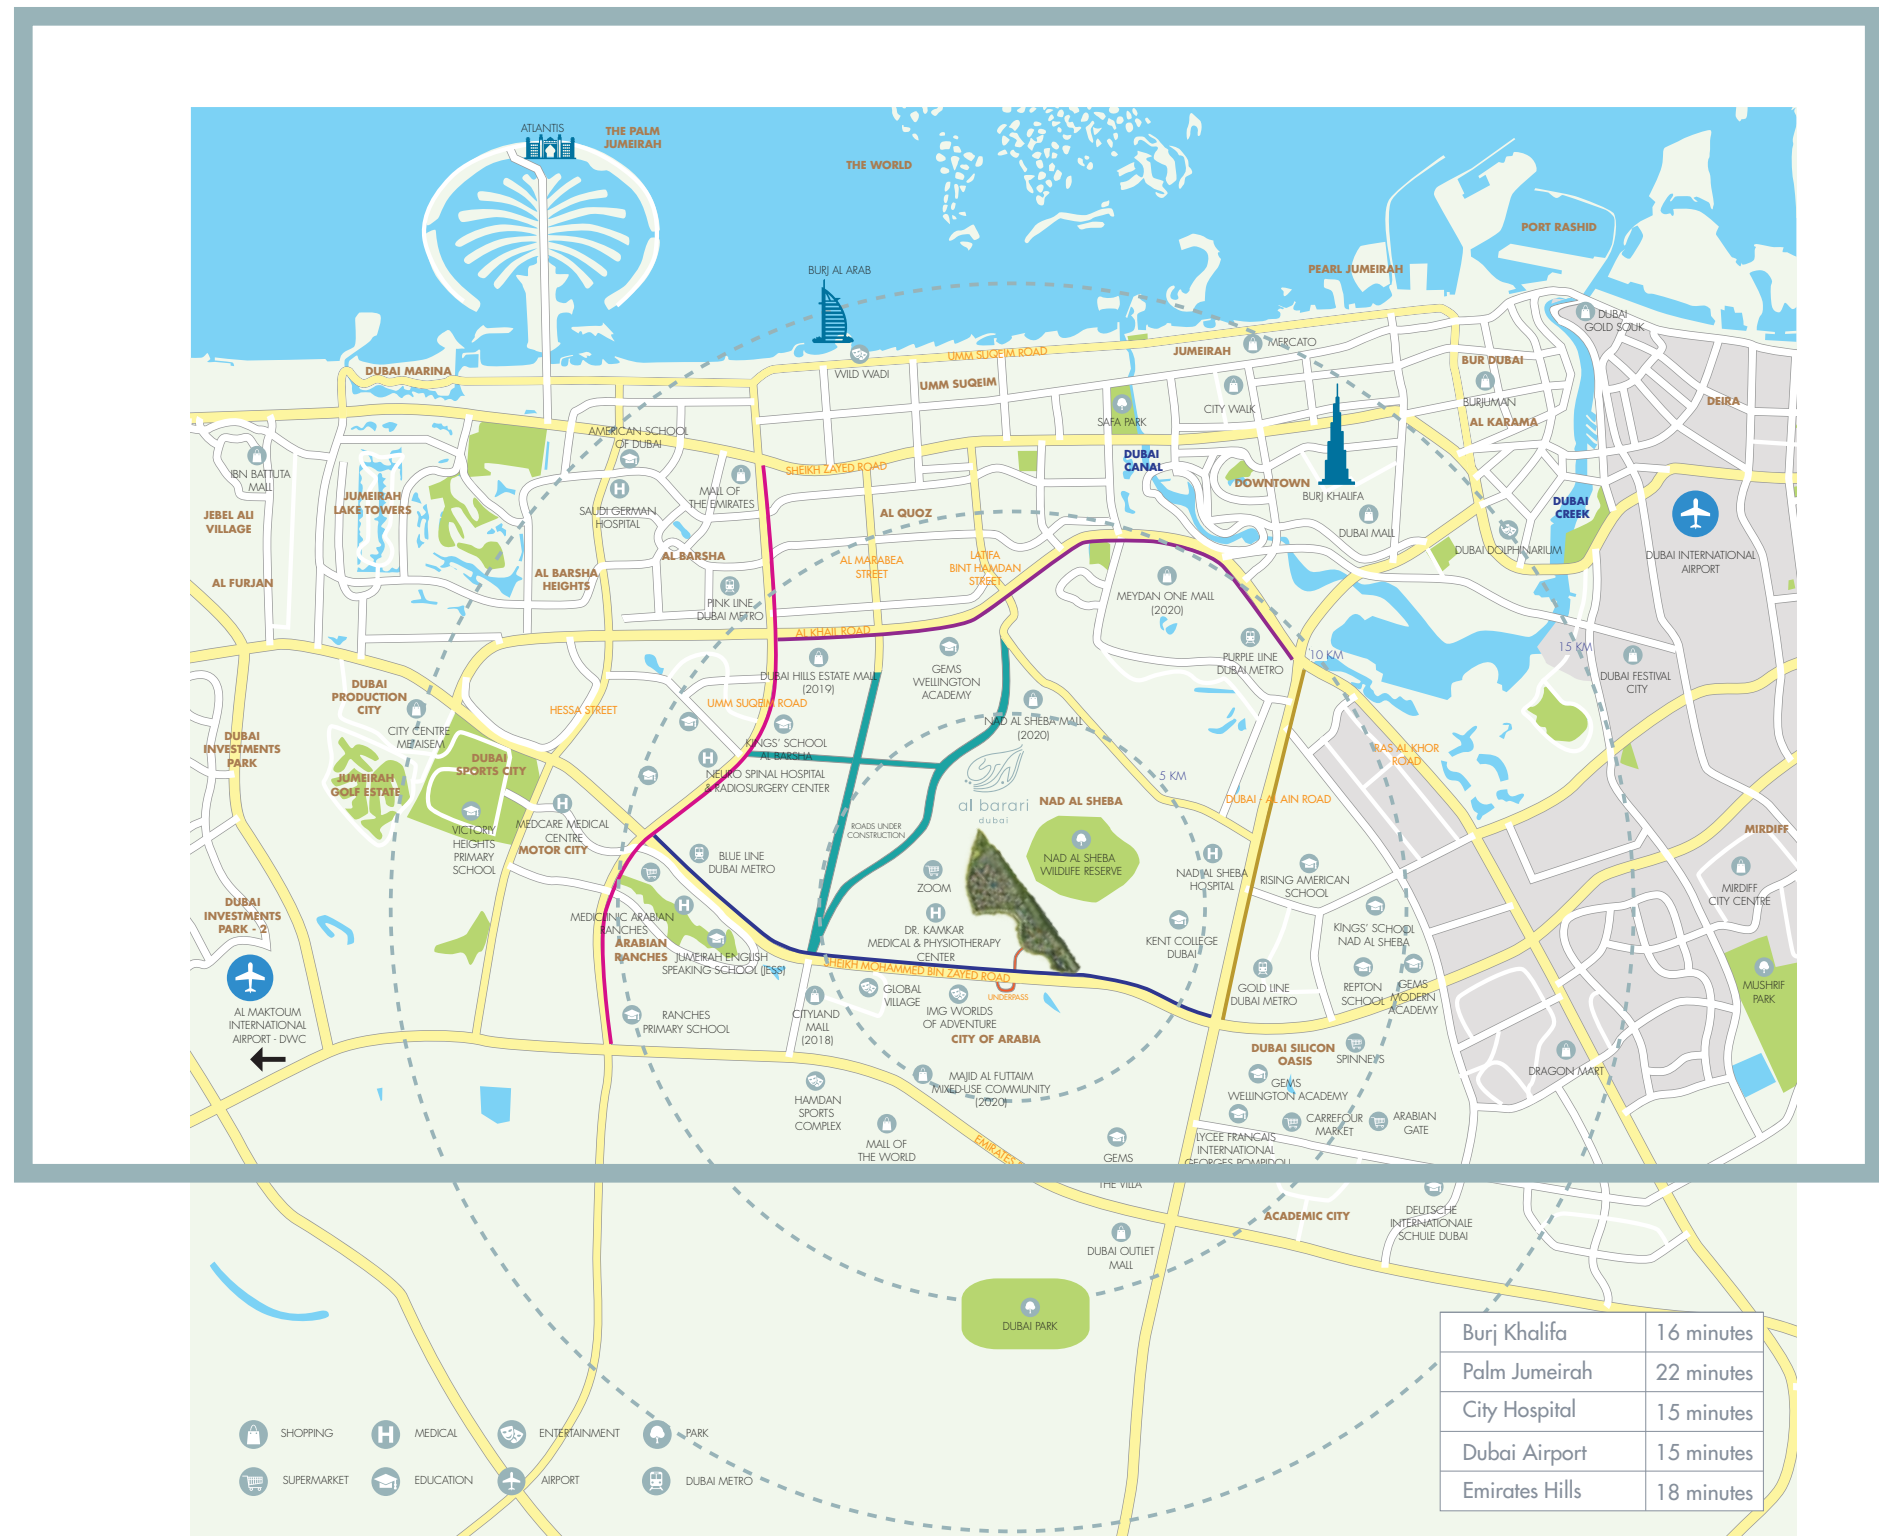 ATLANTIS
THE PALM
JUMEIRAH
THE WORLD
PORT RASHID
PEARL JUMEIRAH
BURJ AL ARAB
DUBAI
GOLD SOUK
MERCATO
JUMEIRAH
UMM SUQEIM ROAD
BUR DUBAI
DUBAI MARINA
WILD WADI
UMM SUQEIM
CITY WALK
BURJUMAN
DEIRA
SAFA PARK
AL KARAMA
AMERICAN SCHOOL
OF DUBAI
DUBAI
CANAL
IBN BATTUTA
MALL
SHEIKH ZAYED ROAD
DOWNTOWN
BURJ KHALIFA
JUMEIRAH
LAKE TOWERS
MALL OF
THE EMIRATES
DUBAI
CREEK
JEBEL ALI
VILLAGE
SAUDI GERMAN
HOSPITAL
AL QUOZ
DUBAI MALL
DUBAI DOLPHINARIUM
DUBAI INTERNATIONAL
AIRPORT
AL BARSHA
AL MARABEA
STREET
LATIFA
BINT HAMDAN
STREET
AL FURJAN
AL BARSHA
HEIGHTS
PINK LINE
DUBAI METRO
MEYDAN ONE MALL
(2020)
AL KHAIL ROAD
PURPLE LINE
DUBAI METRO
10 KM
15 KM
DUBAI HILLS ESTATE MALL
(2019)
GEMS
WELLINGTON
ACADEMY
DUBAI FESTIVAL
CITY
DUBAI
PRODUCTION
CITY
HESSA STREET
UMM SUQEIM ROAD
NAD AL SHEBA MALL
(2020)
CITY CENTRE
ME'AISEM
DUBAI
INVESTMENTS
PARK
KINGS' SCHOOL
AL BARSHA
RAS AL KHOR
ROAD
DUBAI
SPORTS CITY
JUMEIRAH
GOLF ESTATE
NEURO SPINAL HOSPITAL
& RADIOSURGERY CENTER
5 KM
al barari
dubai
NAD AL SHEBA
DUBAI - AL AIN ROAD
VICTORIY
HEIGHTS
PRIMARY
SCHOOL
MEDCARE MEDICAL
CENTRE
MOTOR CITY
ROADS UNDER
CONSTRUCTION
MIRDIFF
BLUE LINE
DUBAI METRO
NAD AL SHEBA
WILDLIFE RESERVE
ZOOM
NAD AL SHEBA
HOSPITAL
RISING AMERICAN
SCHOOL
MIRDIFF
CITY CENTRE
DUBAI
INVESTMENTS
PARK - 2
MEDICLINIC ARABIAN
RANCHES
ARABIAN
RANCHES
DR. KAMKAR
MEDICAL & PHYSIOTHERAPY
CENTER
KENT COLLEGE
DUBAI
KINGS' SCHOOL
NAD AL SHEBA
JUMEIRAH ENGLISH
SPEAKING SCHOOL (JESS)
SHEIKH MOHAMMED BIN ZAYED ROAD
GLOBAL
VILLAGE
UNDERPASS
GOLD LINE
DUBAI METRO
REPTON
SCHOOL
GEMS
MODERN
ACADEMY
MUSHRIF
PARK
AL MAKTOUM
INTERNATIONAL
AIRPORT - DWC
RANCHES
PRIMARY SCHOOL
CITYLAND
MALL
(2018)
IMG WORLDS
OF ADVENTURE
CITY OF ARABIA
DUBAI SILICON
OASIS
SPINNEYS
DRAGON MART
MAJID AL FUTTAIM
MIXED-USE COMMUNITY
(2020)
GEMS
WELLINGTON ACADEMY
HAMDAN
SPORTS
COMPLEX
CARREFOUR
MARKET
ARABIAN
GATE
MALL OF
THE WORLD
EMIRATES
GEMS
THE VILLA
LYCEE FRANCAIS
INTERNATIONAL
GEORGES POMPIDOU
ACADEMIC CITY
DEUTSCHE
INTERNATIONALE
SCHULE DUBAI
DUBAI OUTLET
MALL
DUBAI PARK
Burj Khalifa 16 minutes
Palm Jumeirah 22 minutes
City Hospital 15 minutes
Dubai Airport 15 minutes
Emirates Hills 18 minutes
SHOPPING MEDICAL ENTERTAINMENT PARK
SUPERMARKET EDUCATION AIRPORT DUBAI METRO